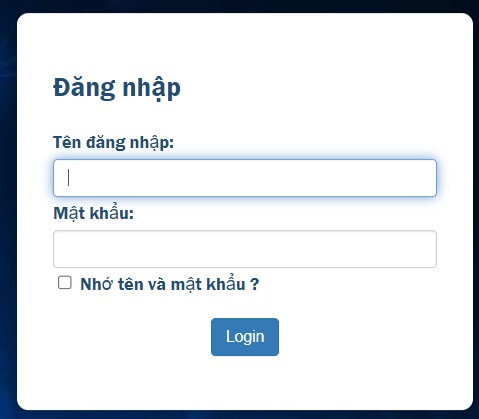 Đăng nhập
Tên đăng nhập:
Mật khẩu:
Nhớ tên và mật khẩu ?
Login